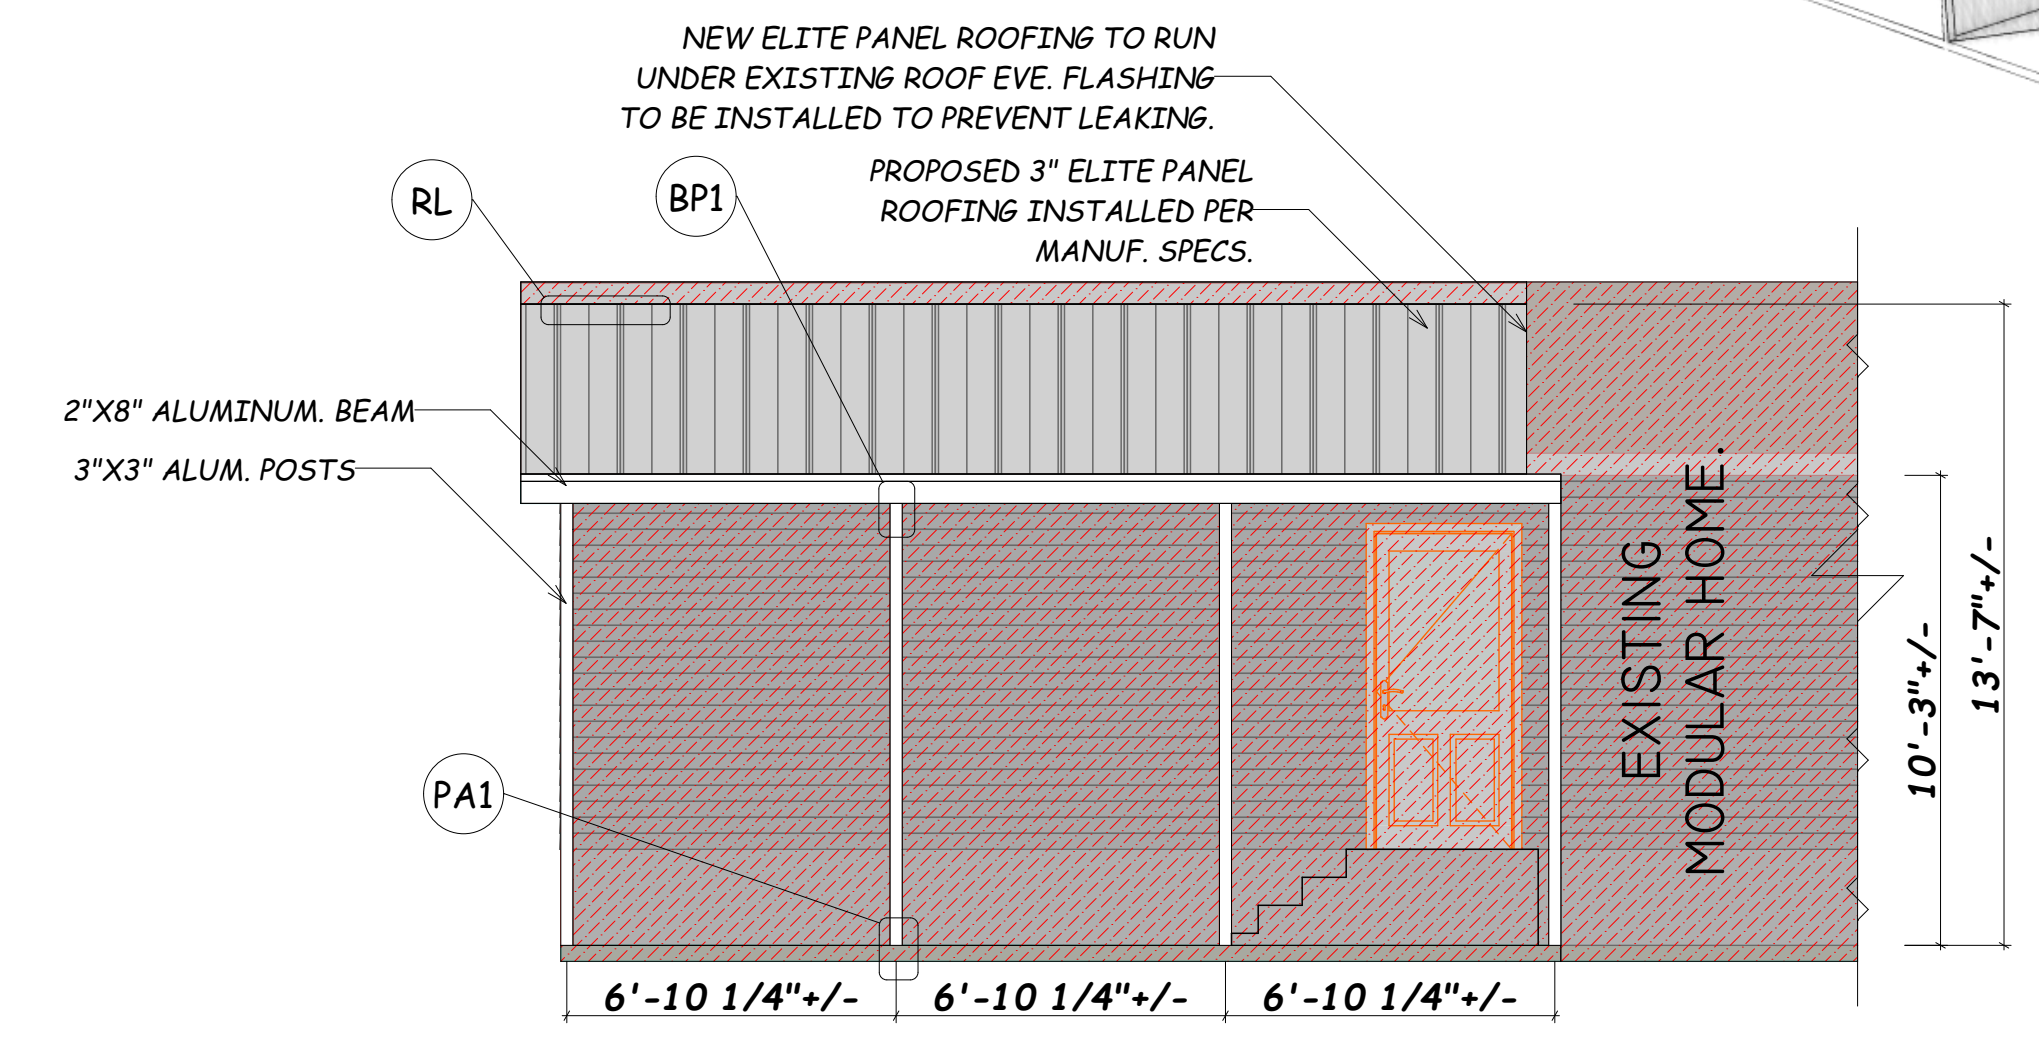 NEW ELITE PANEL ROOFING TO RUN
UNDER EXISTING ROOF EVE. FLASHING
TO BE INSTALLED TO PREVENT LEAKING.
PROPOSED 3" ELITE PANEL
ROOFING INSTALLED PER
MANUF. SPECS.
RL
BP1
2"X8" ALUMINUM. BEAM
3"X3" ALUM. POSTS
PA1
EXISTING
MODULAR HOME.
10'-3"+/-
13'-7"+/-
6'-10 1/4"+/-
6'-10 1/4"+/-
6'-10 1/4"+/-